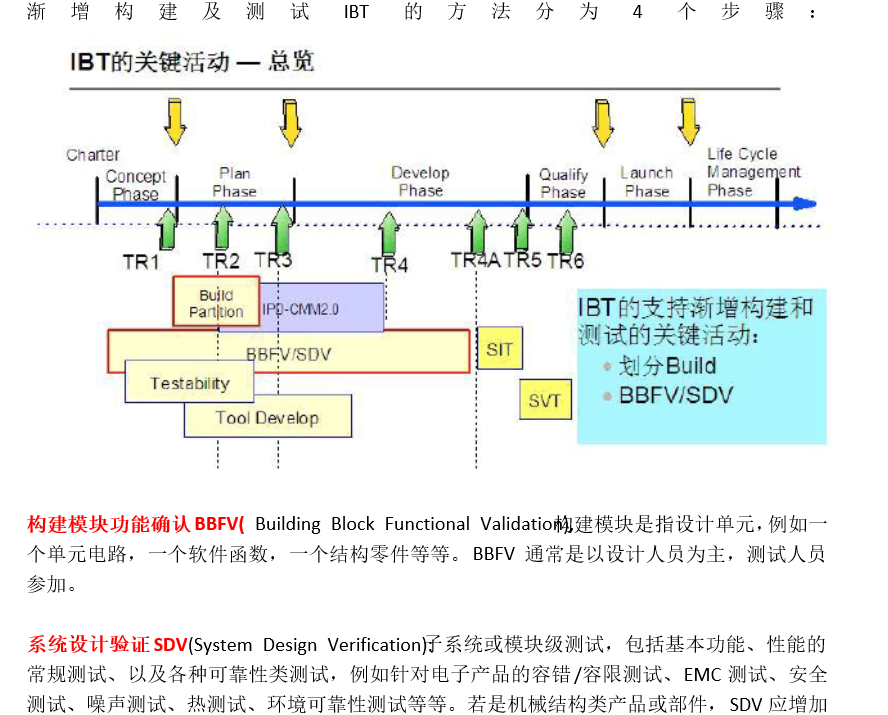 渐增构建及测试 IBT 的方法分为 4 个步骤：
IBT的关键活动 — 总览
Charter
Concept Phase
Plan Phase
Develop Phase
Qualify Phase
Launch Phase
Life Cycle Management Phase
TR1
TR2
TR3
TR4
TR4A
TR5
TR6
Build Partition
IPD-CMM2.0
BBFV/SDV
SIT
Testability
SVT
Tool Develop
IBT的支持渐增构建和
测试的关键活动：
划分Build
BBFV/SDV
构建模块功能确认 BBFV( Building Block Functional Validation),构建模块是指设计单元，例如一
个单元电路，一个软件函数，一个结构零件等等。BBFV 通常是以设计人员为主，测试人员
参加。
系统设计验证 SDV(System Design Verification)子系统或模块级测试，包括基本功能、性能的
常规测试、以及各种可靠性类测试，例如针对电子产品的容错/容限测试、EMC 测试、安全
测试、噪声测试、热测试、环境可靠性测试等等。若是机械结构类产品或部件，SDV 应增加